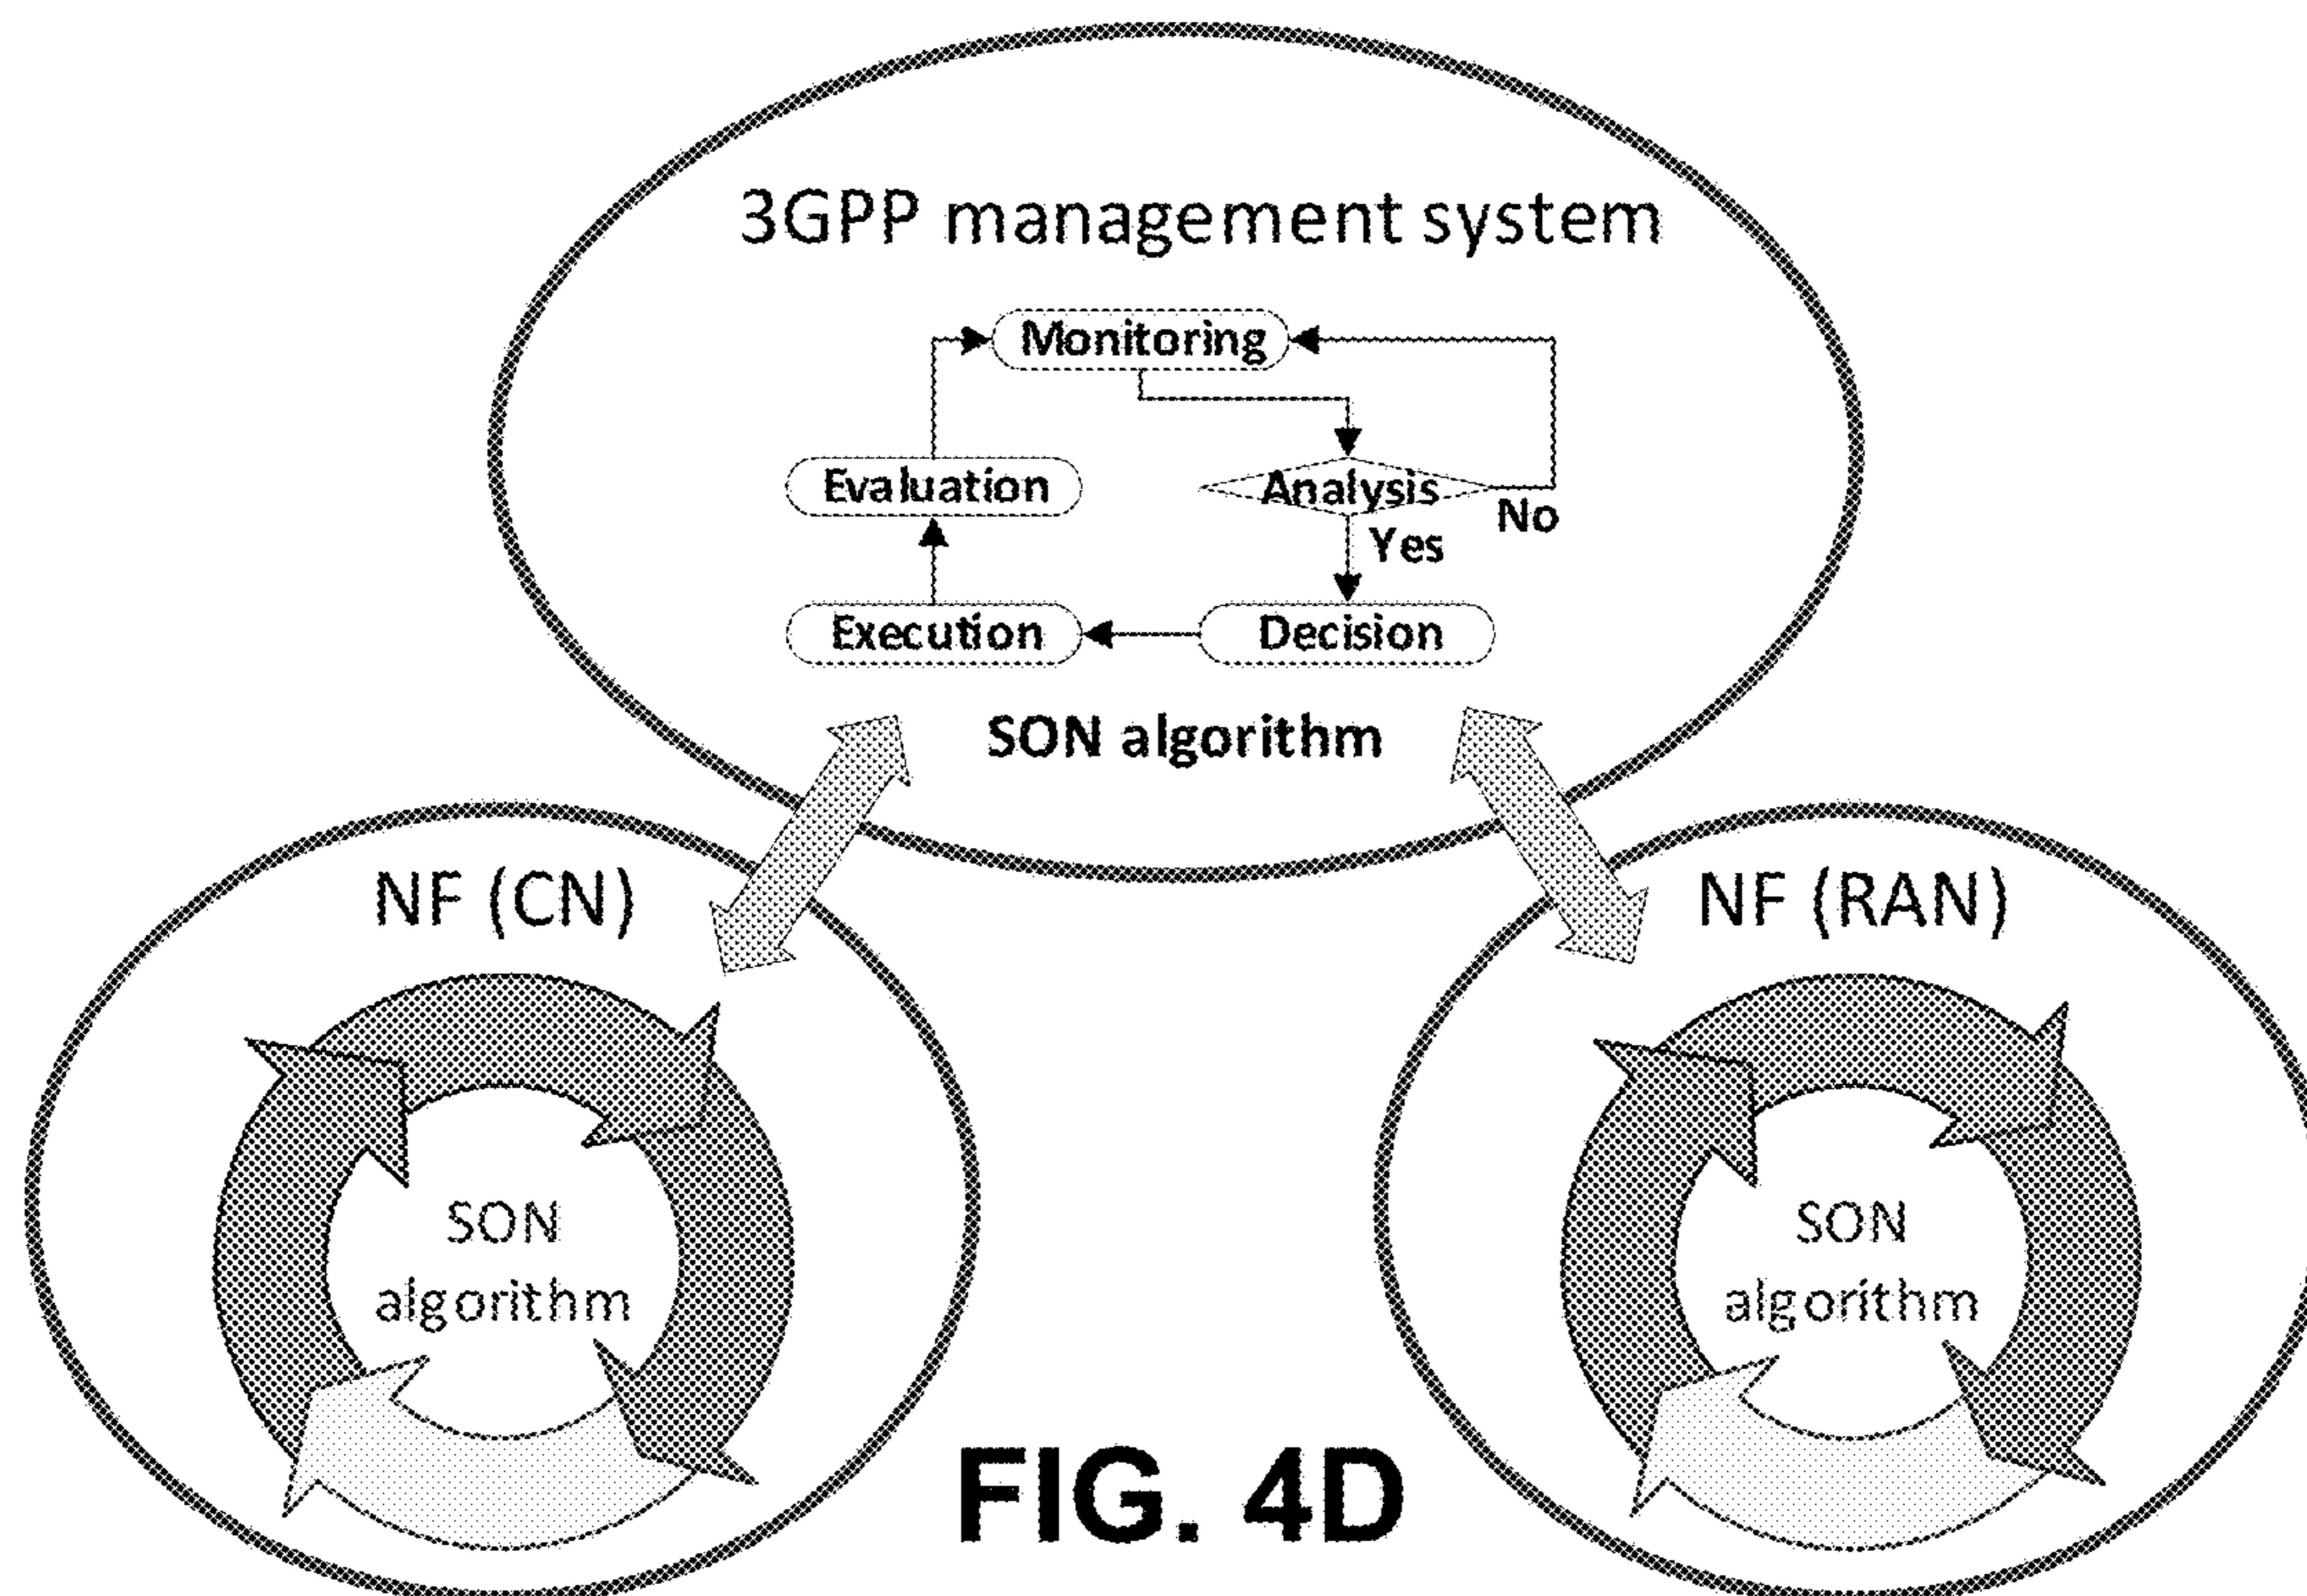 3GPP management system
Monitoring
Evaluation
Analysis
No
Yes
Execution
Decision
SON algorithm
NF (CN)
NF (RAN)
SON
algorithm
SON
algorithm
FIG. 4D